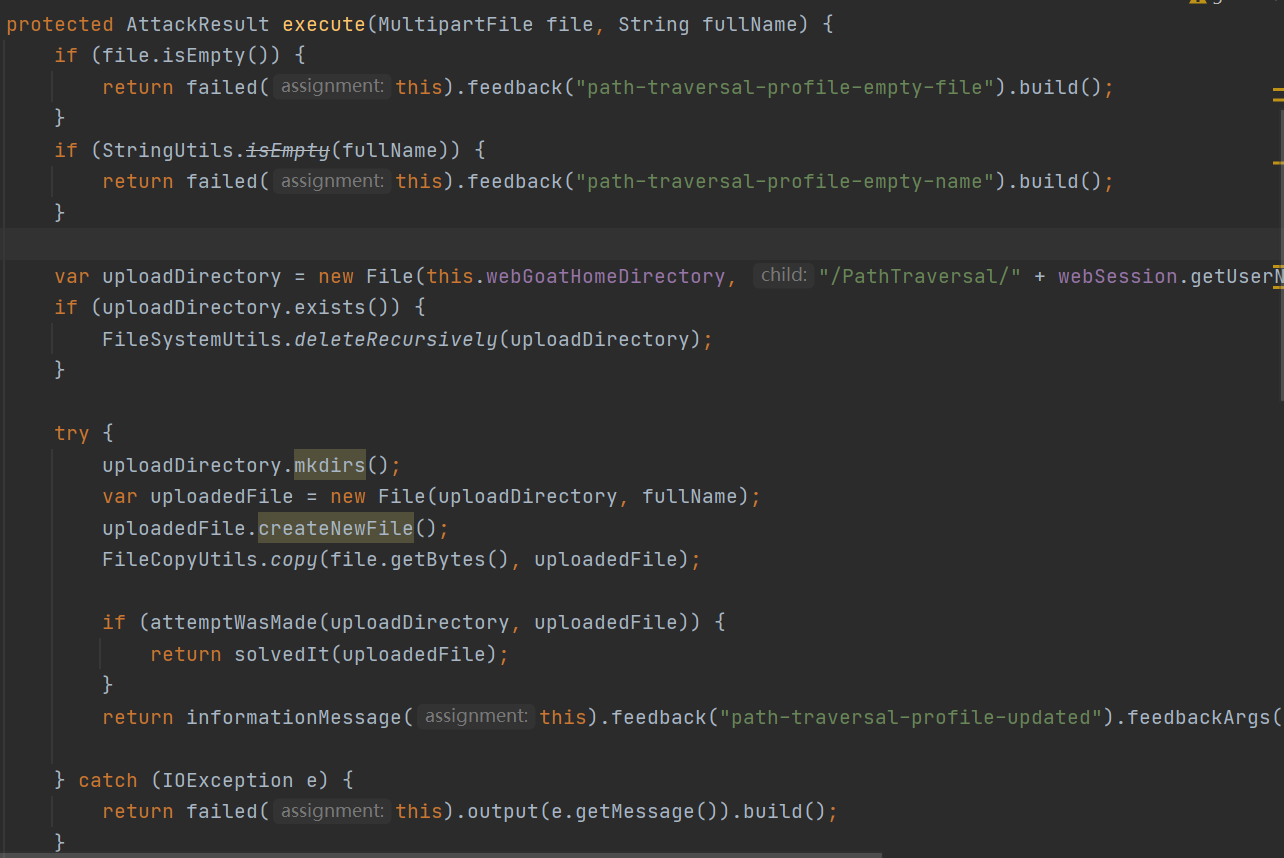 protected AttackResult execute(MultipartFile file, String fullName) {
    if (file.isEmpty()) {
        return failed( assignment: this).feedback("path-traversal-profile-empty-file").build();
    }
    if (StringUtils.isEmpty(fullName)) {
        return failed( assignment: this).feedback("path-traversal-profile-empty-name").build();
    }

    var uploadDirectory = new File(this.webGoatHomeDirectory, child: "/PathTraversal/" + webSession.getUserN
    if (uploadDirectory.exists()) {
        FileSystemUtils.deleteRecursively(uploadDirectory);
    }

    try {
        uploadDirectory.mkdirs();
        var uploadedFile = new File(uploadDirectory, fullName);
        uploadedFile.createNewFile();
        FileCopyUtils.copy(file.getBytes(), uploadedFile);

        if (attemptWasMade(uploadDirectory, uploadedFile)) {
            return solvedIt(uploadedFile);
        }
        return informationMessage( assignment: this).feedback("path-traversal-profile-updated").feedbackArgs(

    } catch (IOException e) {
        return failed( assignment: this).output(e.getMessage()).build();
    }